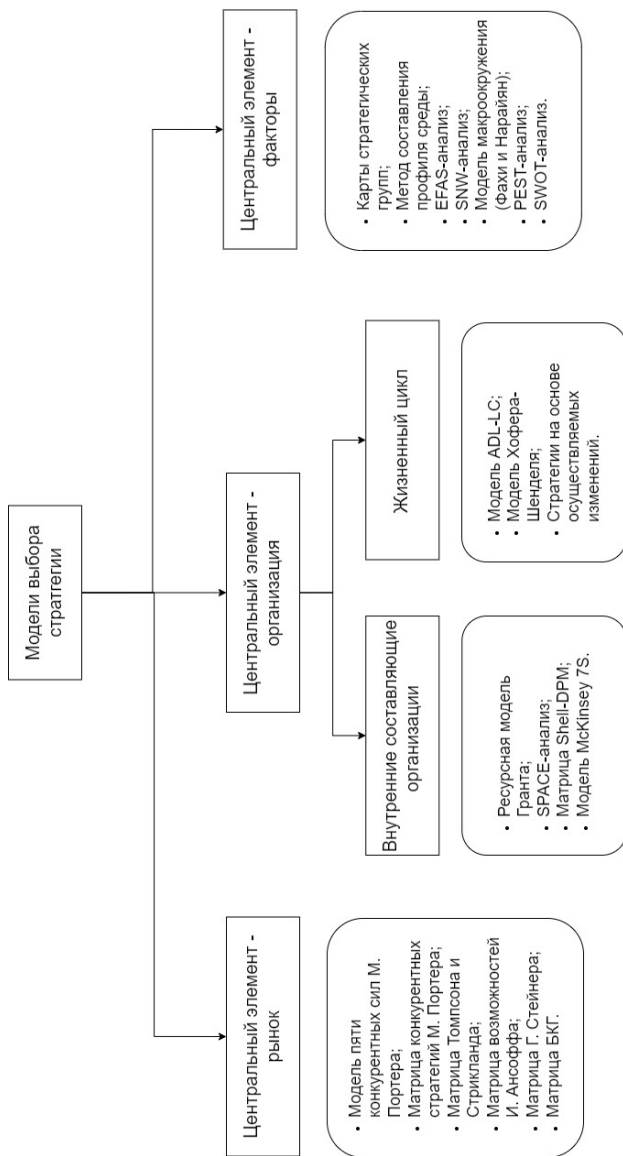 Модели выбора
стратгегии
Центральный элемент -
рынок
Центральный элемент -
организация
Центральный элемент -
факторы
Внутренние составляющие
организации
Жизненный цикл
• Модель пяти
конкурентных сил М.
Портера;
• Матрица конкурентных
стратегий М. Портера;
• Матрица Томпсона и
Стрикланда;
• Матрица возможностей
И. Ансоффа;
• Матрица Г. Стейнера;
• Матрица БКГ.
• Ресурсная модель
Гранта;
• SPACE-анализ;
• Матрица Shell-DPM;
• Модель McKinsey 7S.
• Модель ADL-LC;
• Модель Хофера-
Шенделя;
• Стратегии на основе
осуществляемых
изменений.
• Карты стратегических
групп;
• Метод составления
профиля среды;
• EFAS-анализ;
• SNW-анализ;
• Модель макроокружения
(Фахи и Нарайян);
• PEST-анализ;
• SWOT-анализ.